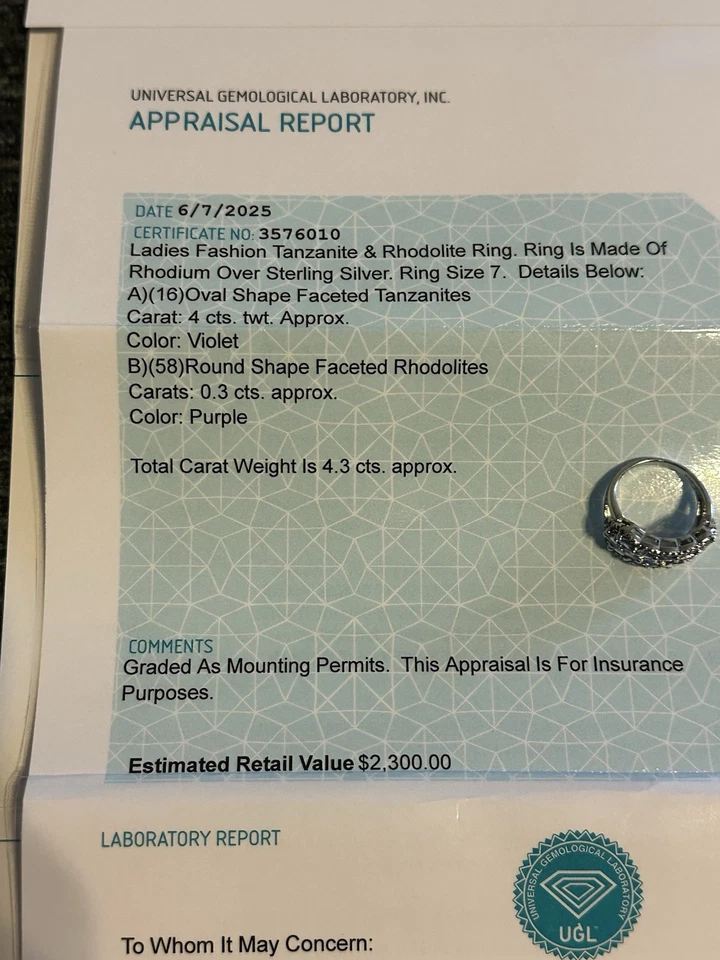 UNIVERSAL GEMOLOGICAL LABORATORY, INC.
APPRAISAL REPORT
DATE 6/7/2025
CERTIFICATE NO: 3576010
Ladies Fashion Tanzanite & Rhodolite Ring. Ring Is Made Of
Rhodium Over Sterling Silver. Ring Size 7. Details Below:
A)(16)Oval Shape Faceted Tanzanites
Carat: 4 cts. twt. Approx.
Color: Violet
B)(58)Round Shape Faceted Rhodolites
Carats: 0.3 cts. approx.
Color: Purple
Total Carat Weight Is 4.3 cts. approx.
COMMENTS
Graded As Mounting Permits. This Appraisal Is For Insurance
Purposes.
Estimated Retail Value $2,300.00
LABORATORY REPORT
UNIVERSAL GEMOLOGICAL LABORATORY
UGL
To Whom It May Concern: